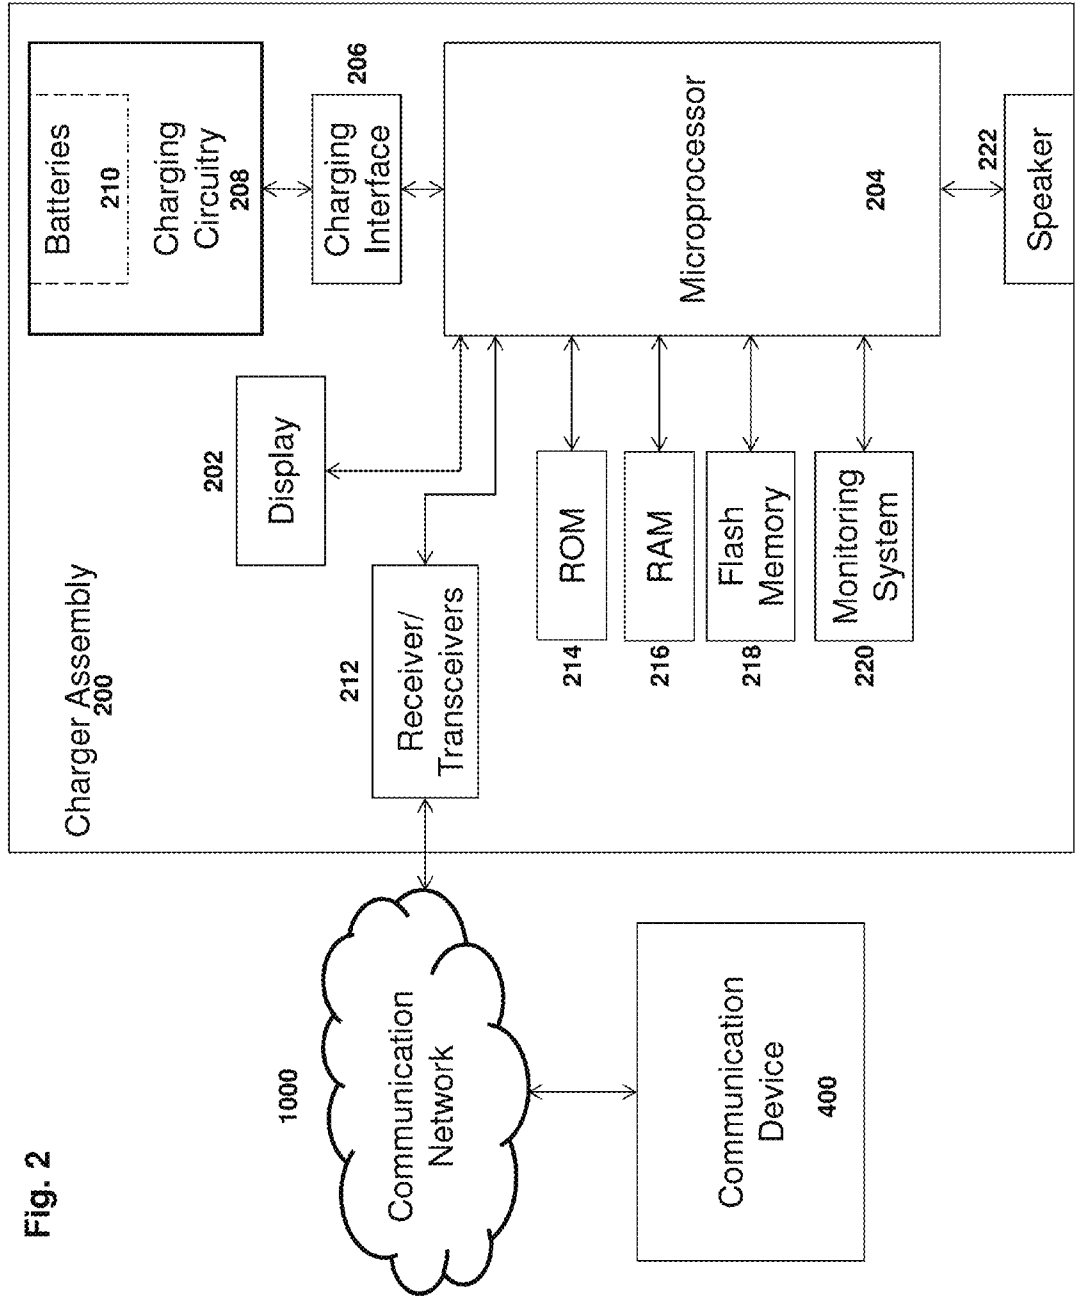 Fig. 2
Charger Assembly
200
Batteries
210
Charging
Circuitry
208
206
Charging
Interface
202
Display
212
Receiver/
Transceivers
Microprocessor
204
214
ROM
216
RAM
218
Flash
Memory
220
Monitoring
System
222
Speaker
1000
Communication
Network
Communication
Device
400